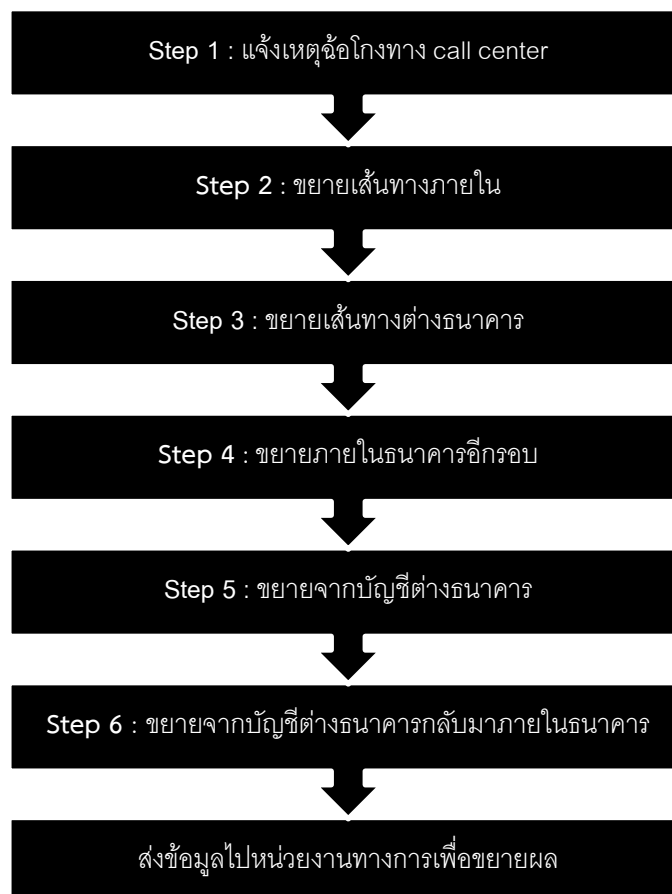 Step 1 : แจ้งเหตุฉ้อโกงทาง call center
Step 2 : ขยายเส้นทางภายใน
Step 3 : ขยายเส้นทางต่างธนาคาร
Step 4 : ขยายภายในธนาคารอีกรอบ
Step 5 : ขยายจากบัญชีต่างธนาคาร
Step 6 : ขยายจากบัญชีต่างธนาคารกลับมาภายในธนาคาร
ส่งข้อมูลไปหน่วยงานทางการเพื่อขยายผล